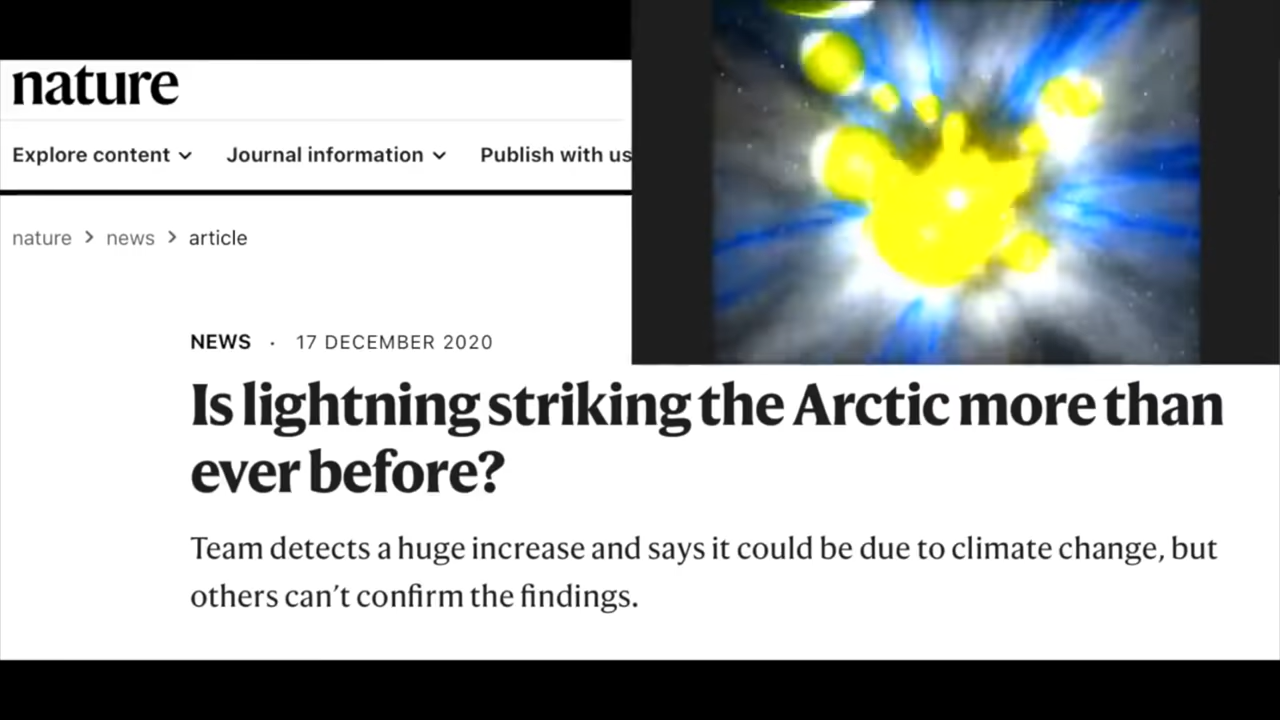 nature
Explore content Journal information Publish with us
nature > news > article
NEWS · 17 DECEMBER 2020
Is lightning striking the Arctic more than
ever before?
Team detects a huge increase and says it could be due to climate change, but
others can’t confirm the findings.